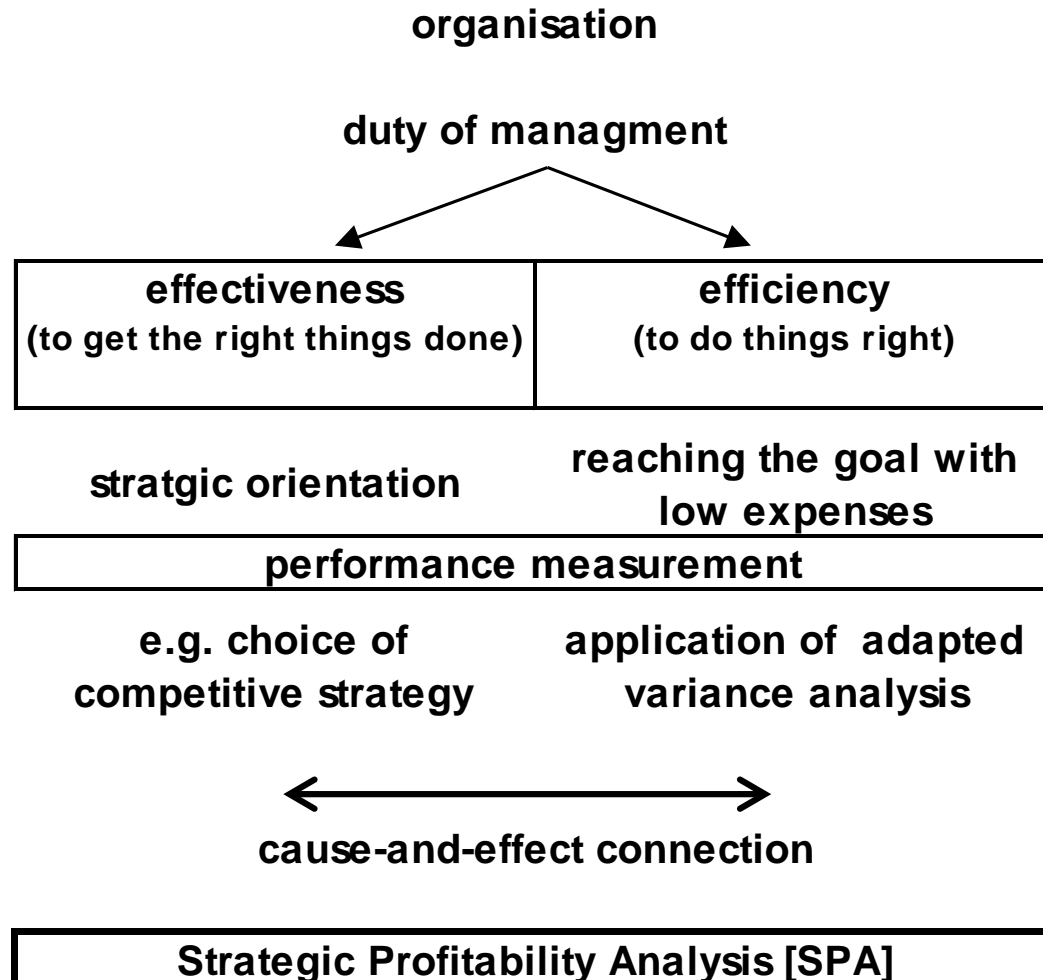 organisation
duty of managment
effectiveness
(to get the right things done)
efficiency
(to do things right)
stratgic orientation
reaching the goal with
low expenses
performance measurement
e.g. choice of
competitive strategy
application of adapted
variance analysis
cause-and-effect connection
Strategic Profitability Analysis [SPA]